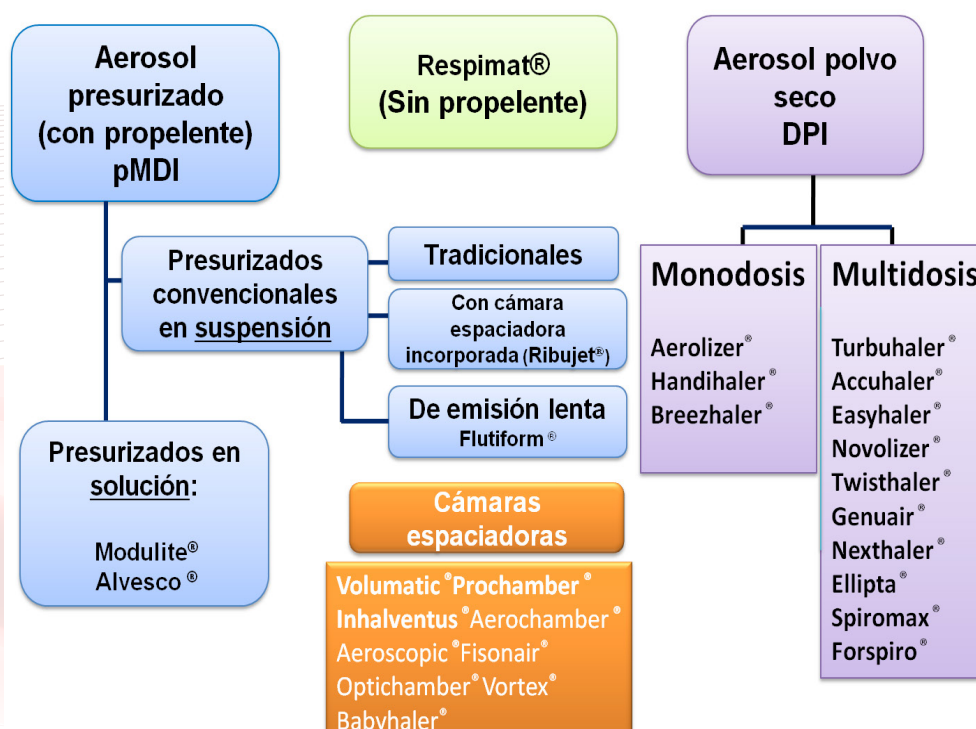 Aerosol
presurizado
(con propelente)
pMDI
Respimat®
(Sin propelente)
Aerosol polvo
seco
DPI
Presurizados
convencionales
en suspensión
Tradicionales
Con cámara
espaciadora
incorporada (Ribujet®)
De emisión lenta
Flutiform ®
Presurizados en
solución:
Modulite®
Alvesco ®
Cámaras
espaciadoras
Volumatic ® Prochamber ®
Inhalventus ® Aerochamber ®
Aeroscopic ® Fisonair ®
Optichamber ® Vortex ®
Babyhaler ®
Monodosis
Aerolizer ®
Handihaler ®
Breezhaler ®
Multidosis
Turbuhaler ®
Accuhaler ®
Easyhaler ®
Novolizer ®
Twisthaler ®
Genuair ®
Nexthaler ®
Ellipta ®
Spiromax ®
Forspiro ®